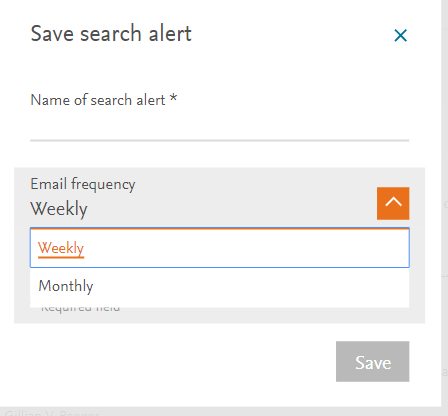 Save search alert
Name of search alert *
Email frequency
Weekly
Weekly
Monthly
Required field
Save